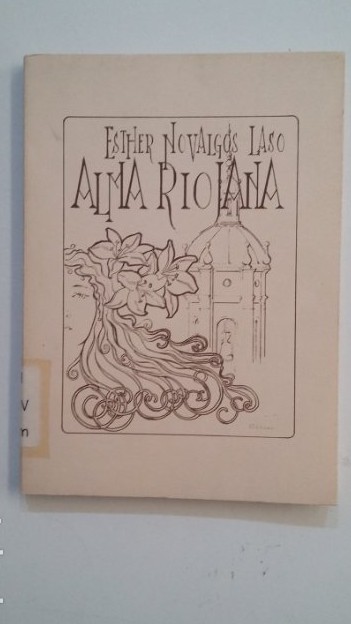 ESTHER NOVALGOS LASO
ALMA RIOJANA
V
m